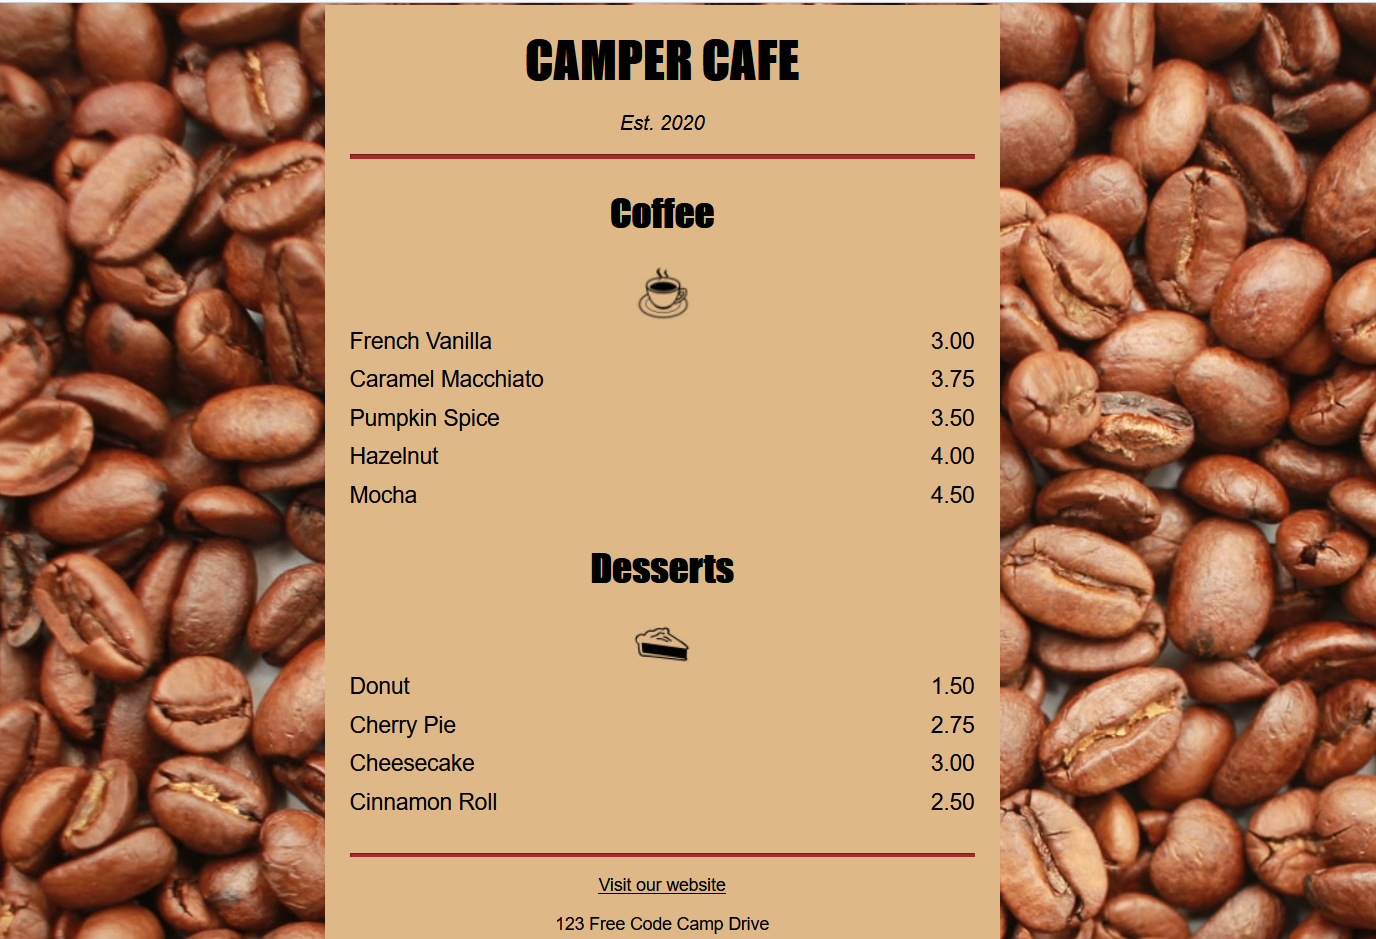 CAMPER CAFE
Est. 2020
Coffee
French Vanilla 3.00
Caramel Macchiato 3.75
Pumpkin Spice 3.50
Hazelnut 4.00
Mocha 4.50
Desserts
Donut 1.50
Cherry Pie 2.75
Cheesecake 3.00
Cinnamon Roll 2.50
Visit our website
123 Free Code Camp Drive